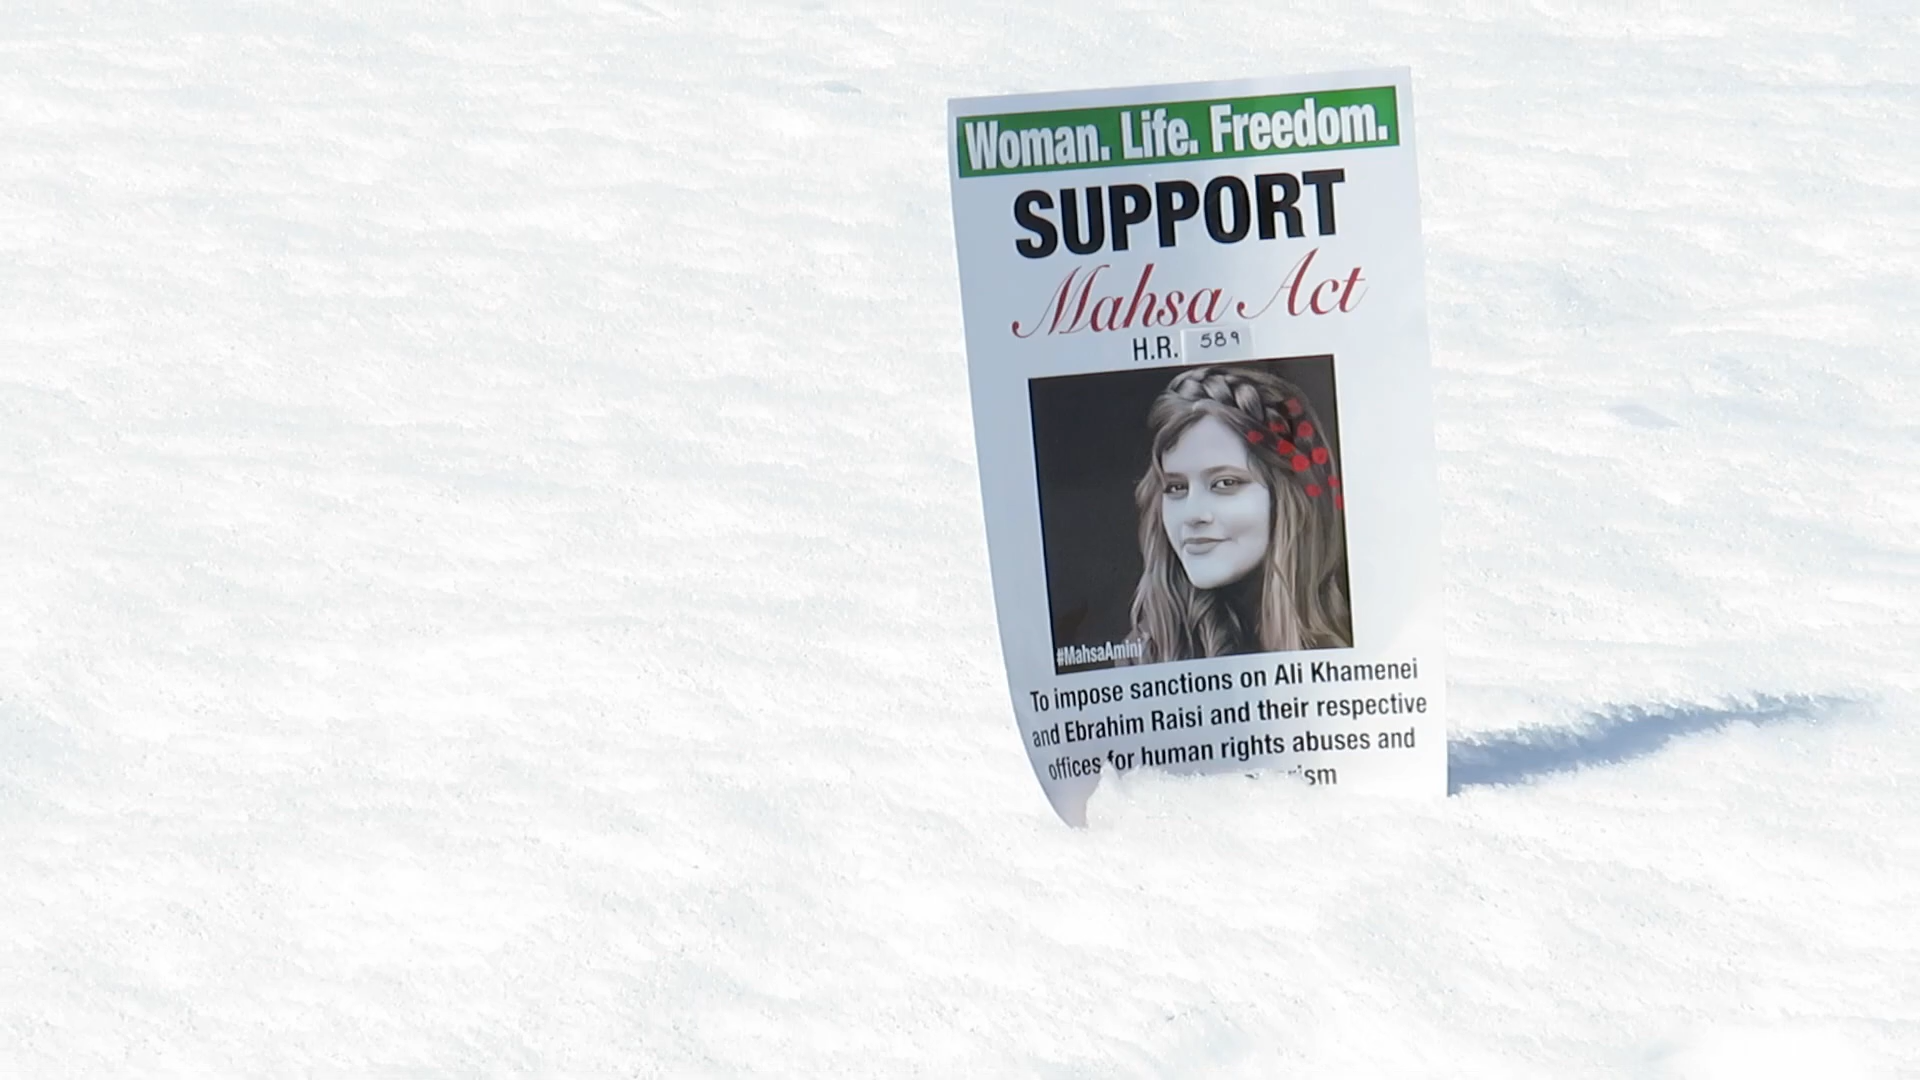 Woman. Life. Freedom.
SUPPORT
Mahsa Act
H.R. 589
#MahsaAmini
To impose sanctions on Ali Khamenei
and Ebrahim Raisi and their respective
offices for human rights abuses and